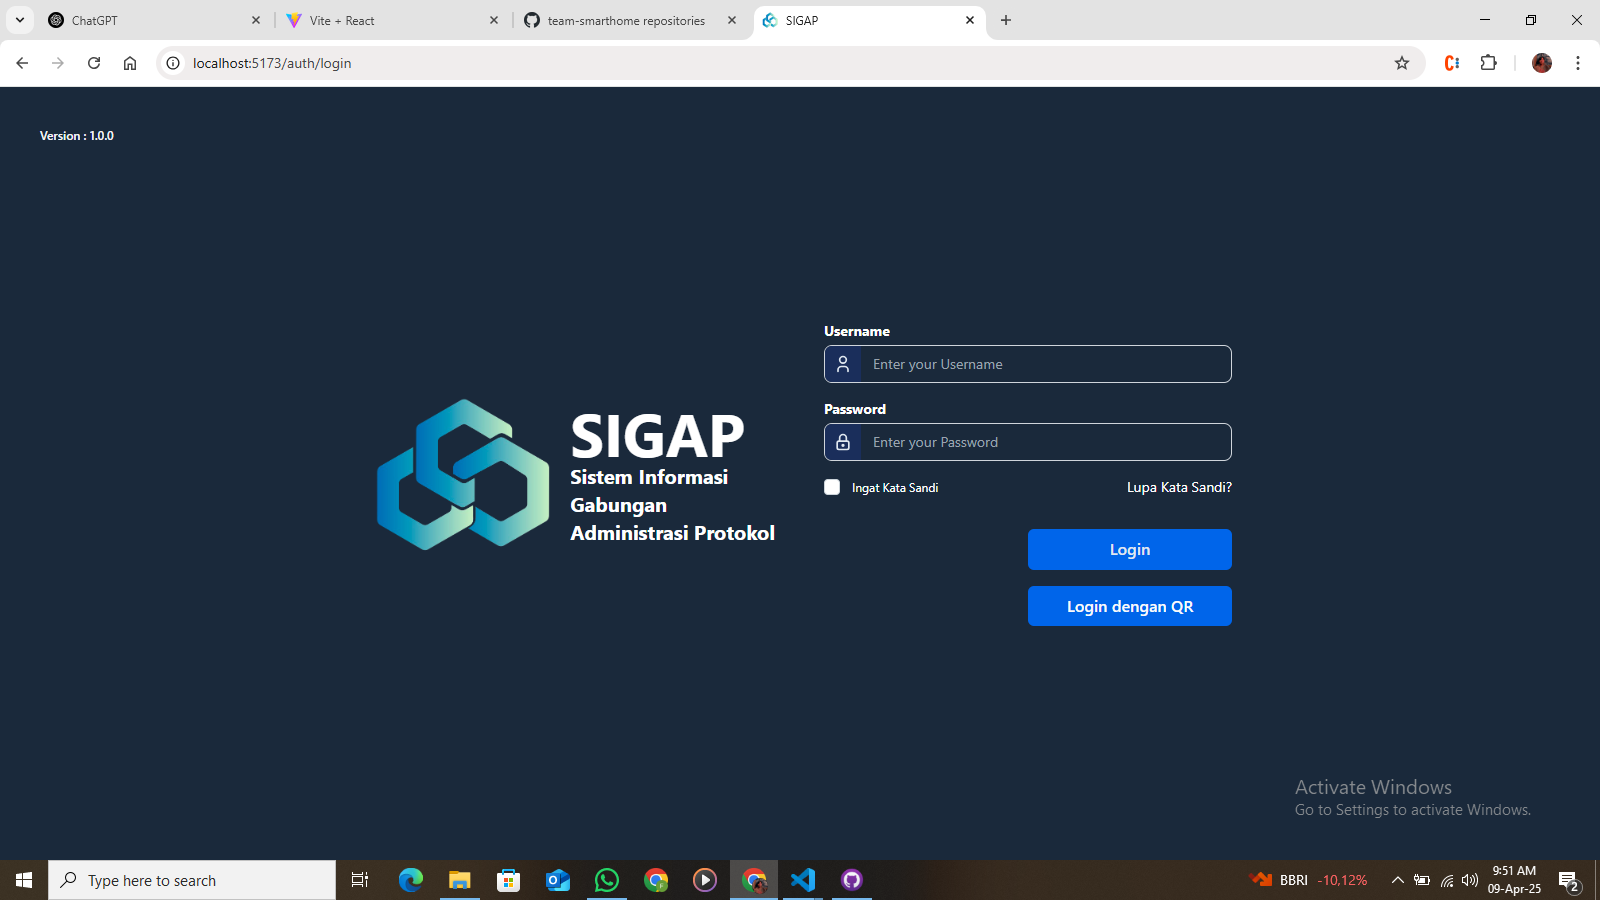 ChatGPT
Vite + React
team-smarthome repositories
SIGAP
localhost:5173/auth/login
Version : 1.0.0
SIGAP
Sistem Informasi
Gabungan
Administrasi Protokol
Username
Enter your Username
Password
Enter your Password
Ingat Kata Sandi
Lupa Kata Sandi?
Login
Login dengan QR
Activate Windows
Go to Settings to activate Windows.
Type here to search
BBRI -10,12%
9:51 AM
09-Apr-25
2